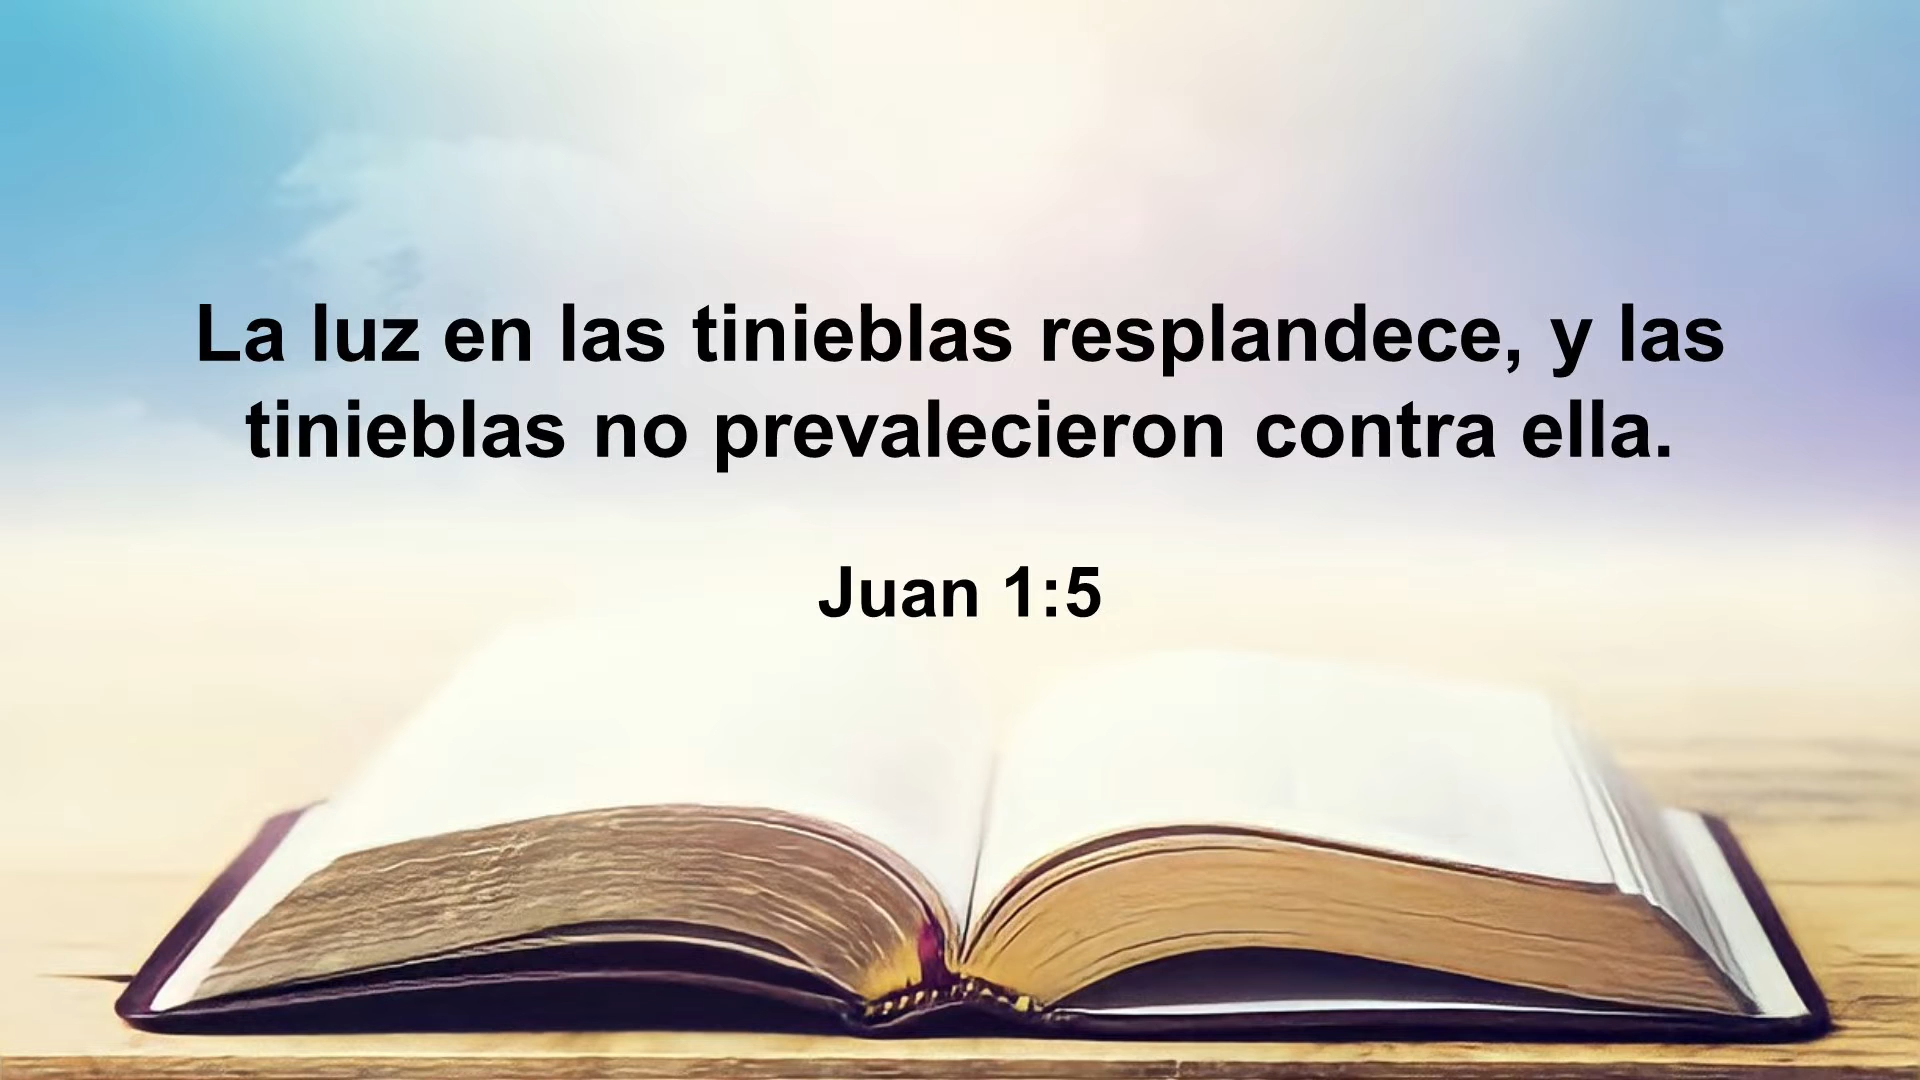 La luz en las tinieblas resplandece, y las
tinieblas no prevalecieron contra ella.
Juan 1:5